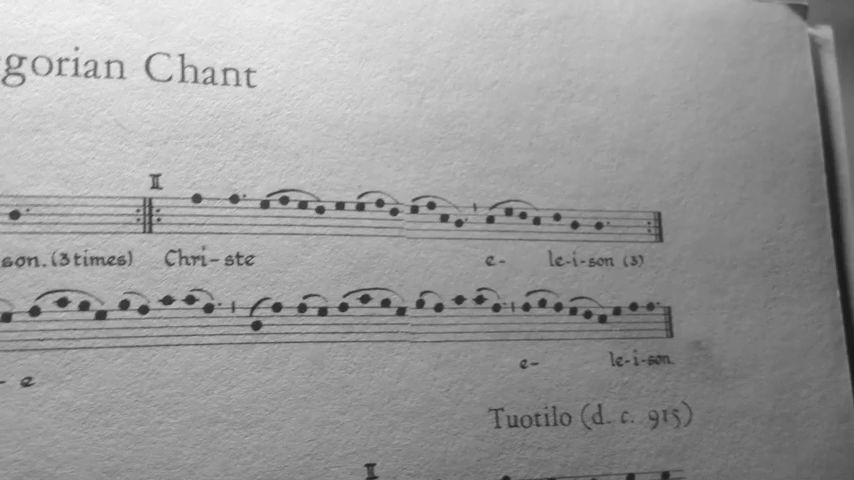 gorian Chant
II
son. (3 times) Chri-ste e- le-i-son (3)
- e e- le-i-son.
Tuotilo (d. c. 915)
II